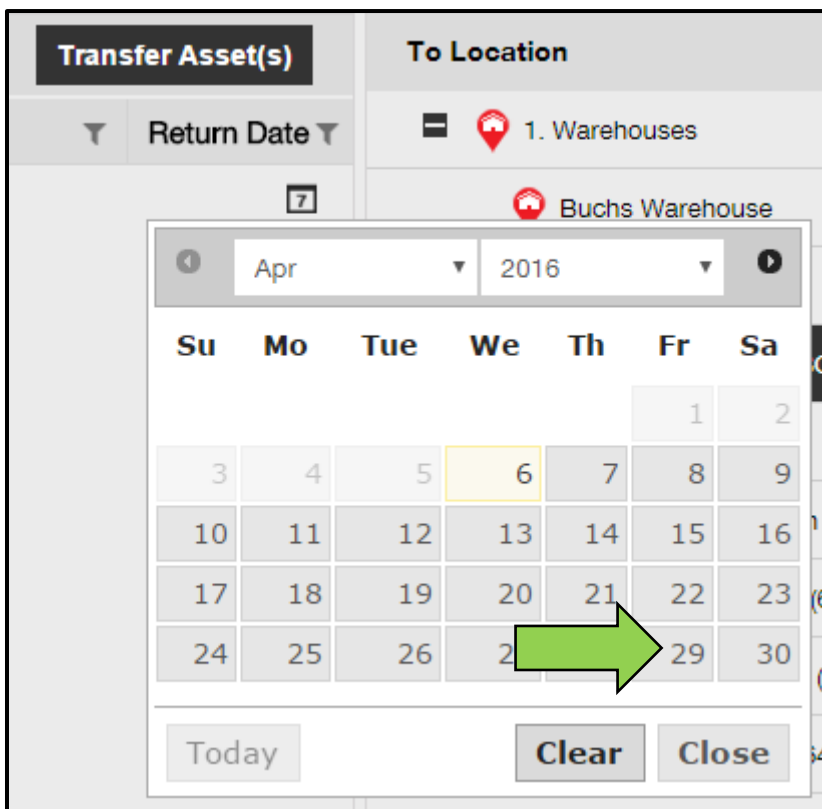 Transfer Asset(s)
To Location
Return Date
1. Warehouses
7
Buchs Warehouse
Apr
2016
Su Mo Tue We Th Fr Sa
1 2
3 4 5 6 7 8 9
10 11 12 13 14 15 16
17 18 19 20 21 22 23
24 25 26 29 30
Today Clear Close